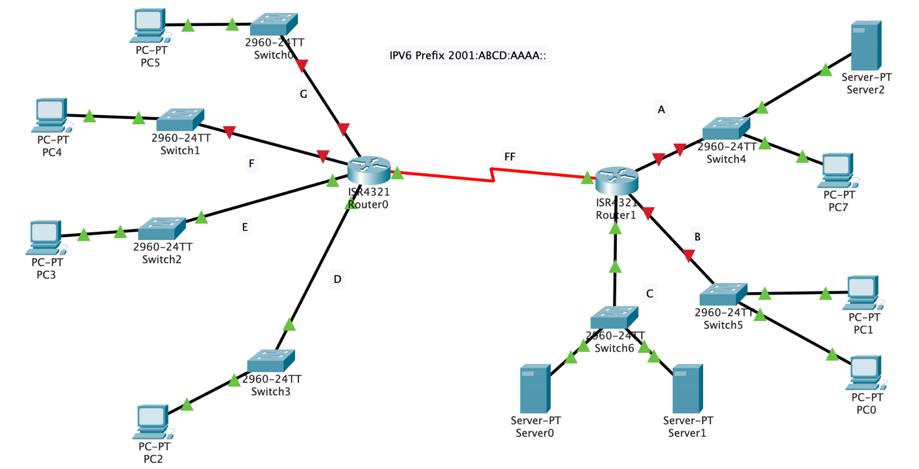 PC-PT
PC5
2960-24TT
Switch0
IPV6 Prefix 2001:ABCD:AAAA::
Server-PT
Server2
G
A
PC-PT
PC4
2960-24TT
Switch1
F
FF
2960-24TT
Switch4
PC-PT
PC7
ISR4321
Router0
ISR4321
Router1
PC-PT
PC3
2960-24TT
Switch2
E
B
D
C
2960-24TT
Switch5
PC-PT
PC1
2960-24TT
Switch6
2960-24TT
Switch3
PC-PT
PC0
Server-PT
Server0
Server-PT
Server1
PC-PT
PC2